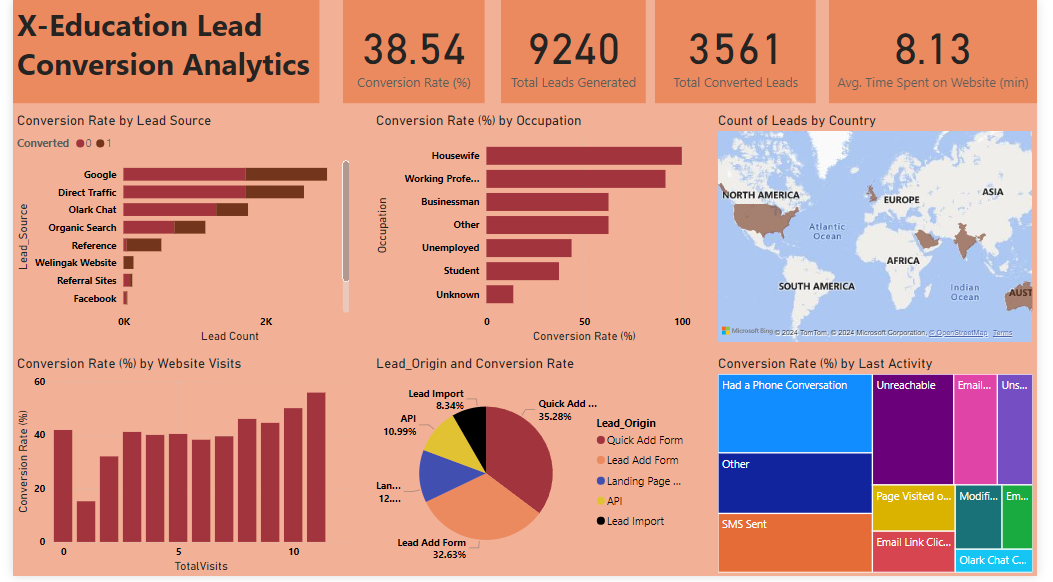 X-Education Lead
Conversion Analytics
38.54
Conversion Rate (%)
9240
Total Leads Generated
3561
Total Converted Leads
8.13
Avg. Time Spent on Website (min)
Conversion Rate by Lead Source
Converted 0 1
Lead_Source
Google
Direct Traffic
Olark Chat
Organic Search
Reference
Welingak Website
Referral Sites
Facebook
0K 2K
Lead Count
Conversion Rate (%) by Occupation
Occupation
Housewife
Working Profe...
Businessman
Other
Unemployed
Student
Unknown
0 50 100
Conversion Rate (%)
Count of Leads by Country
NORTH AMERICA
EUROPE
ASIA
Atlantic
Ocean
AFRICA
SOUTH AMERICA
Indian
Ocean
AUST
Microsoft Bing
© 2024 TomTom, © 2024 Microsoft Corporation, © OpenStreetMap Terms
Conversion Rate (%) by Website Visits
Conversion Rate (%)
60
40
20
0
0 5 10
TotalVisits
Lead_Origin and Conversion Rate
Lead Import
8.34%
API
10.99%
Lan...
12....
Lead Add Form
32.63%
Quick Add ...
35.28%
Lead_Origin
Quick Add Form
Lead Add Form
Landing Page ...
API
Lead Import
Conversion Rate (%) by Last Activity
Had a Phone Conversation
Other
SMS Sent
Unreachable
Page Visited o...
Email Link Clic...
Email...
Uns...
Modifi...
Em...
Olark Chat C...